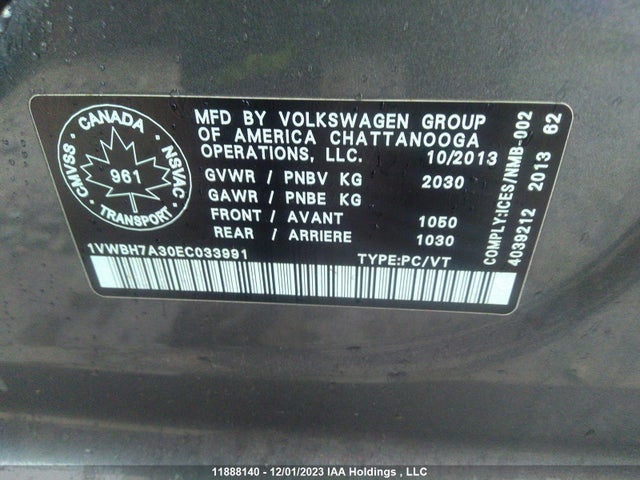 CANADA
CMVSS
NSVAC
961
TRANSPORT
MFD BY VOLKSWAGEN GROUP
OF AMERICA CHATTANOOGA
OPERATIONS, LLC. 10/2013
GVWR / PNBV KG 2030
GAWR / PNBE KG
FRONT / AVANT 1050
REAR / ARRIERE 1030
1VWBH7A30EC033991 TYPE:PC/VT
COMPLY:ICES/NMB-002
4039212 2013 62
11888140 - 12/01/2023 IAA Holdings , LLC